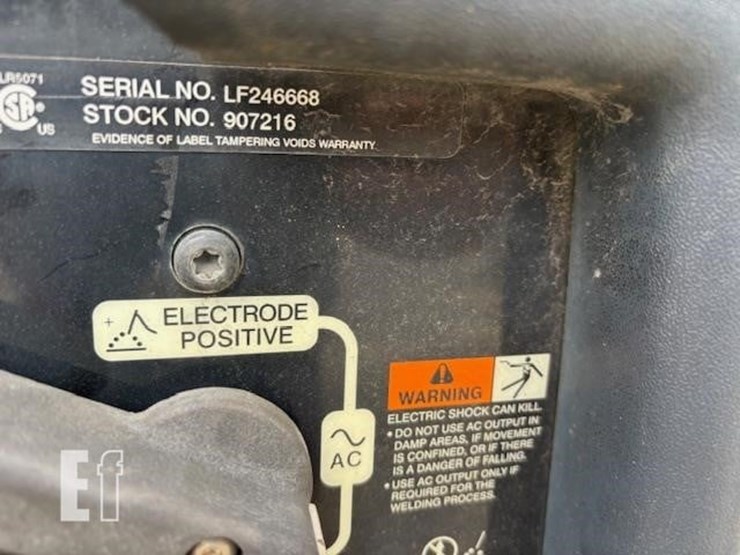 LR5071
SERIAL NO. LF246668
STOCK NO. 907216
US
EVIDENCE OF LABEL TAMPERING VOIDS WARRANTY
ELECTRODE
POSITIVE
WARNING
ELECTRIC SHOCK CAN KILL.
• DO NOT USE AC OUTPUT IN
DAMP AREAS, IF MOVEMENT
IS CONFINED, OR IF THERE
IS A DANGER OF FALLING.
• USE AC OUTPUT ONLY IF
REQUIRED FOR THE
WELDING PROCESS.
AC
Ef